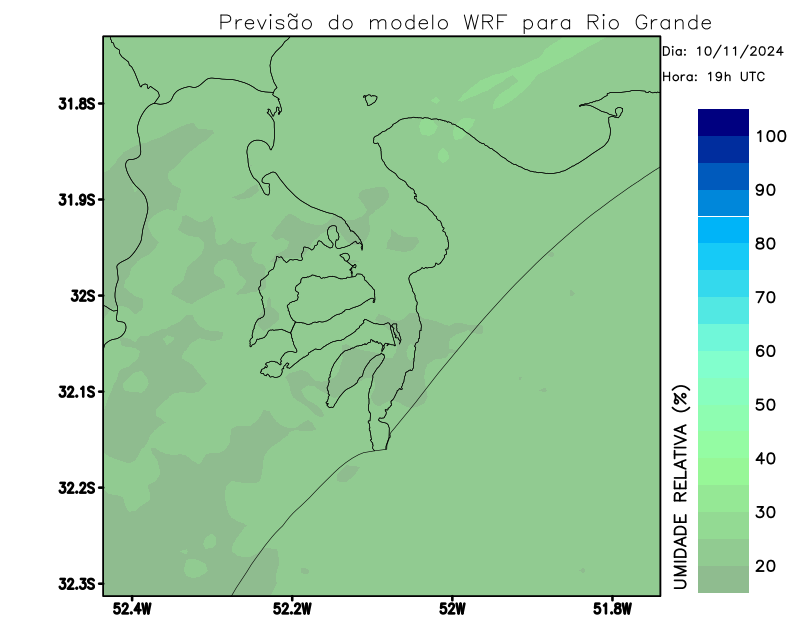 Previsão do modelo WRF para Rio Grande
Dia: 10/11/2024
Hora: 19h UTC
31.8S
31.9S
32S
32.1S
32.2S
32.3S
52.4W
52.2W
52W
51.8W
100
90
80
70
60
50
40
30
20
UMIDADE RELATIVA (%)